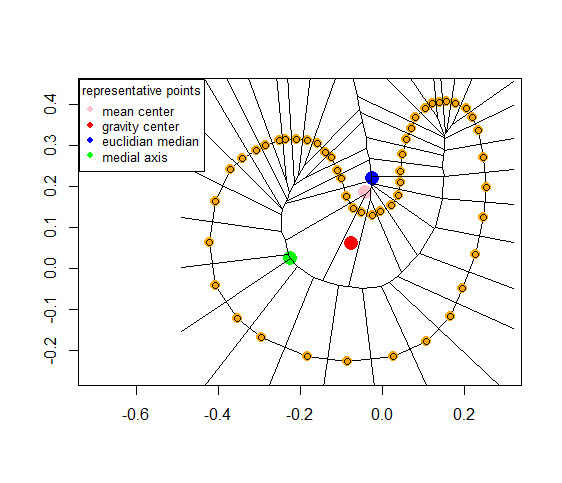 representative points
mean center
gravity center
euclidian median
medial axis
0.4
0.3
0.2
0.1
0.0
-0.1
-0.2
-0.6 -0.4 -0.2 0.0 0.2